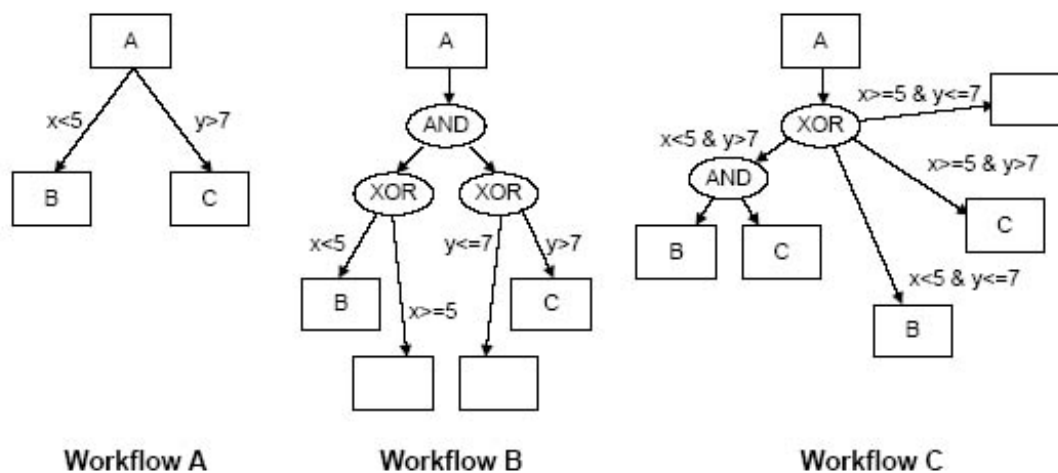 A
x<5
y>7
B
C
Workflow A
A
AND
XOR
XOR
x<5
y<=7
y>7
B
C
x>=5
Workflow B
A
x>=5 & y<=7
XOR
x<5 & y>7
x>=5 & y>7
AND
B
C
C
x<5 & y<=7
B
Workflow C